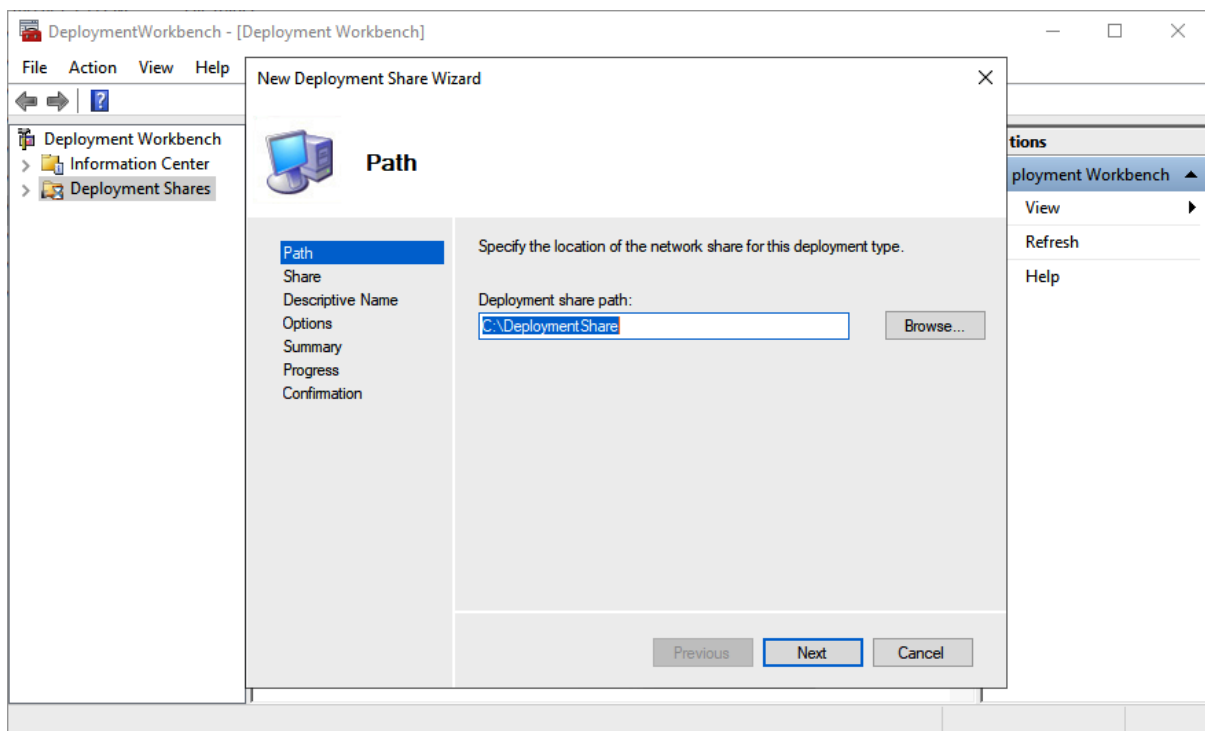 DeploymentWorkbench - [Deployment Workbench]
File Action View Help
Deployment Workbench
Information Center
Deployment Shares
New Deployment Share Wizard
Path
Path
Share
Descriptive Name
Options
Summary
Progress
Confirmation
Specify the location of the network share for this deployment type.
Deployment share path:
C:\DeploymentShare
Browse...
Previous Next Cancel
tions
ployment Workbench
View
Refresh
Help